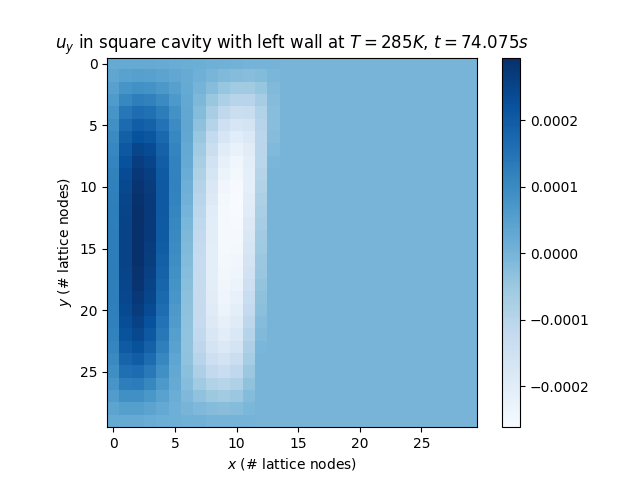 u_y in square cavity with left wall at T = 285K, t = 74.075s
0
5
10
15
20
25
y (# lattice nodes)
0 5 10 15 20 25
x (# lattice nodes)
0.0002
0.0001
0.0000
−0.0001
−0.0002